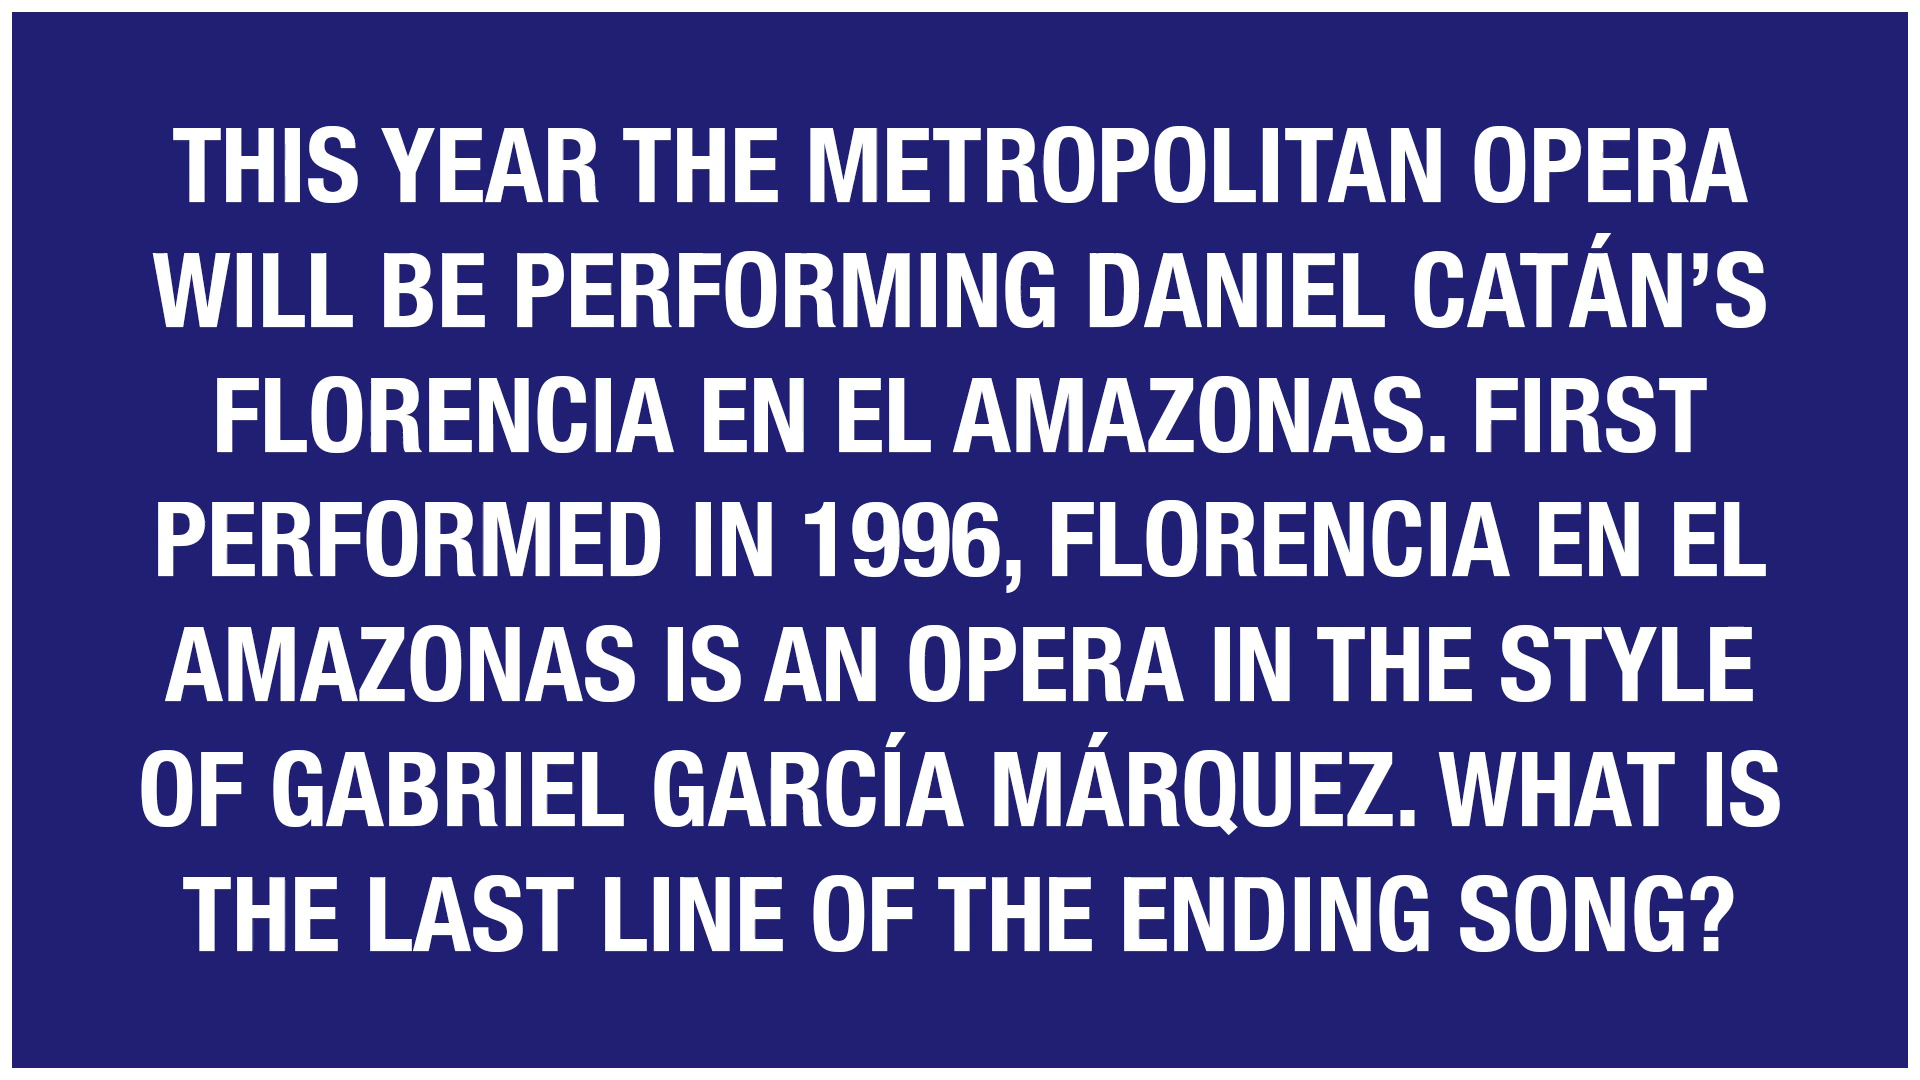 THIS YEAR THE METROPOLITAN OPERA
WILL BE PERFORMING DANIEL CATÁN’S
FLORENCIA EN EL AMAZONAS. FIRST
PERFORMED IN 1996, FLORENCIA EN EL
AMAZONAS IS AN OPERA IN THE STYLE
OF GABRIEL GARCÍA MÁRQUEZ. WHAT IS
THE LAST LINE OF THE ENDING SONG?